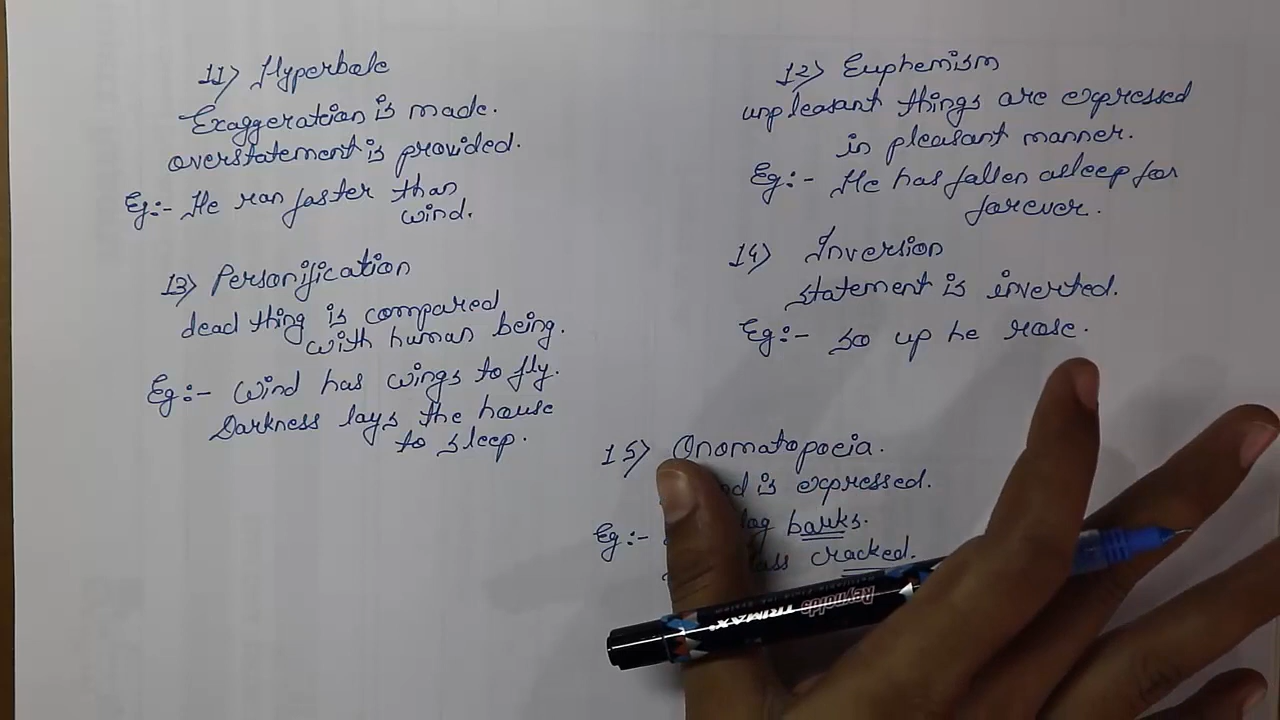 11) Hyperbole
Exaggeration is made.
overstatement is provided.
Eg:- He ran faster than
wind.
12) Euphemism
unpleasant things are expressed
in pleasant manner.
Eg:- He has fallen asleep for
forever.
13) Personification
dead thing is compared
with human being.
Eg:- Wind has wings to fly.
Darkness lays the house
to sleep.
14) Inversion
statement is inverted.
Eg:- so up he rose.
15) Onomatopoeia.
is expressed.
Eg:- barks.
cracked.
Reynolds
TRIMAX